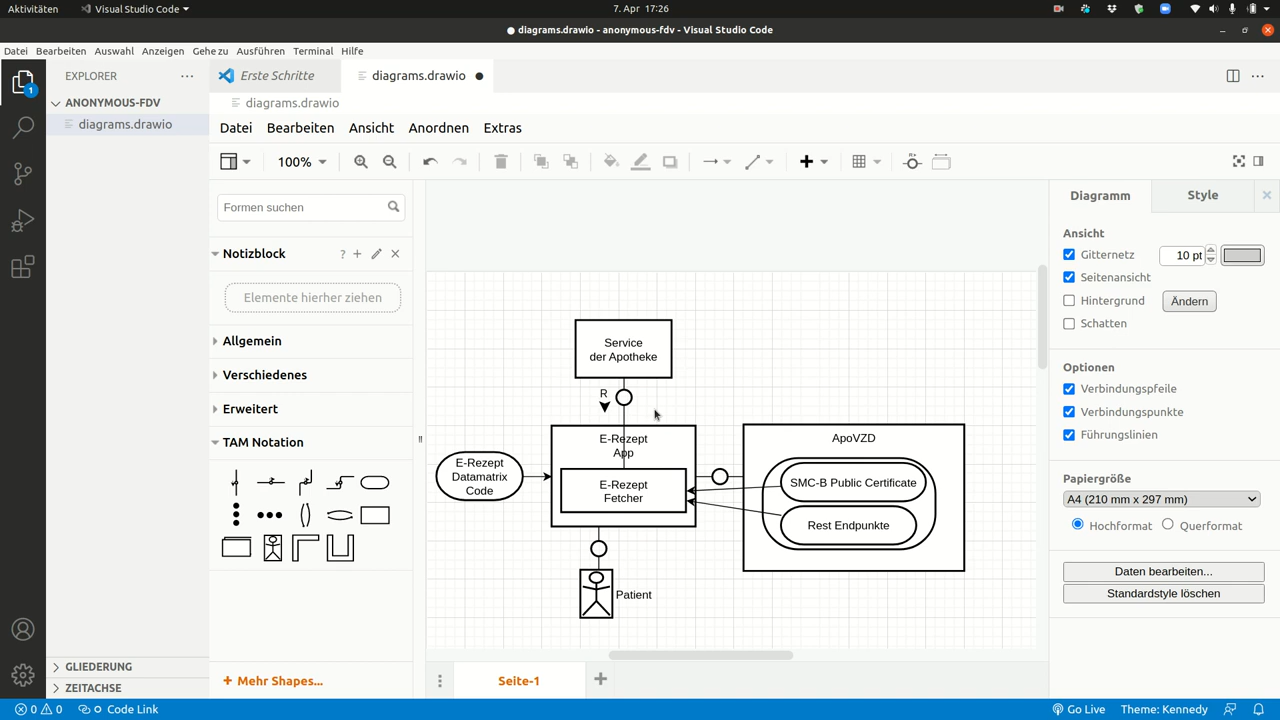 Aktivitäten
Visual Studio Code
7. Apr 17:26
● diagrams.drawio - anonymous-fdv - Visual Studio Code
Datei Bearbeiten Auswahl Anzeigen Gehe zu Ausführen Terminal Hilfe
EXPLORER
Erste Schritte
diagrams.drawio
ANONYMOUS-FDV
diagrams.drawio
diagrams.drawio
1
Datei Bearbeiten Ansicht Anordnen Extras
100%
Formen suchen
Notizblock
?
Elemente hierher ziehen
Allgemein
Verschiedenes
Erweitert
TAM Notation
+ Mehr Shapes...
GLIEDERUNG
ZEITACHSE
Service
der Apotheke
R
E-Rezept
App
E-Rezept
Datamatrix
Code
E-Rezept
Fetcher
ApoVZD
SMC-B Public Certificate
Rest Endpunkte
Patient
Seite-1
Diagramm
Style
Ansicht
Gitternetz
10 pt
Seitenansicht
Hintergrund
Ändern
Schatten
Optionen
Verbindungspfeile
Verbindungspunkte
Führungslinien
Papiergröße
A4 (210 mm x 297 mm)
Hochformat
Querformat
Daten bearbeiten...
Standardstyle löschen
0 0 Code Link
Go Live
Theme: Kennedy